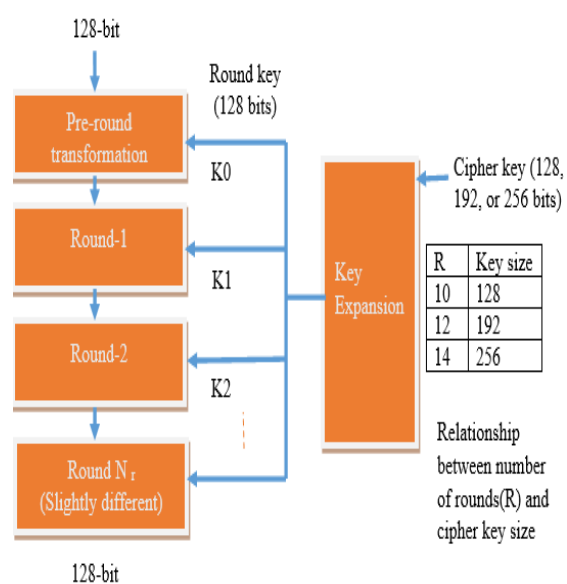 128-bit
Round key
(128 bits)
Pre-round
transformation
K0
Cipher key (128,
192, or 256 bits)
Round-1
K1
Key
Expansion
R Key size
10 128
12 192
14 256
Round-2
K2
Round N r
(Slightly different)
Relationship
between number
of rounds(R) and
cipher key size
128-bit